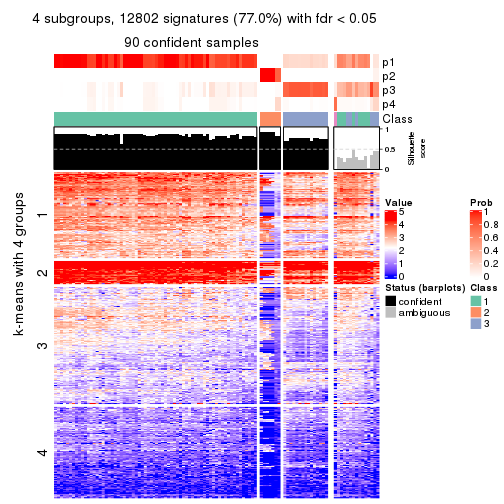 4 subgroups, 12802 signatures (77.0%) with fdr < 0.05
90 confident samples
p1
p2
p3
p4
Class
1
0.5
0
Silhouette
score
k-means with 4 groups
1
2
3
4
Value
5
4
3
2
1
0
Prob
1
0.8
0.6
0.4
0.2
0
Status (barplots)
confident
ambiguous
Class
1
2
3